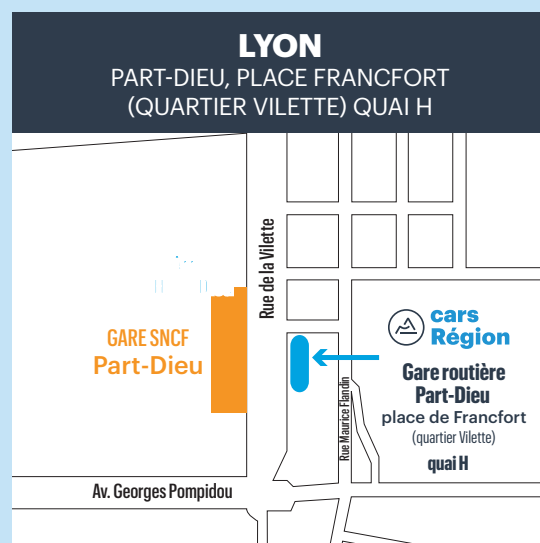 LYON
PART-DIEU, PLACE FRANCFORT
(QUARTIER VILETTE) QUAI H
Rue de la Vilette
GARE SNCF
Part-Dieu
cars
Région
Gare routière
Part-Dieu
place de Francfort
(quartier Vilette)
quai H
Rue Maurice Flandin
Av. Georges Pompidou